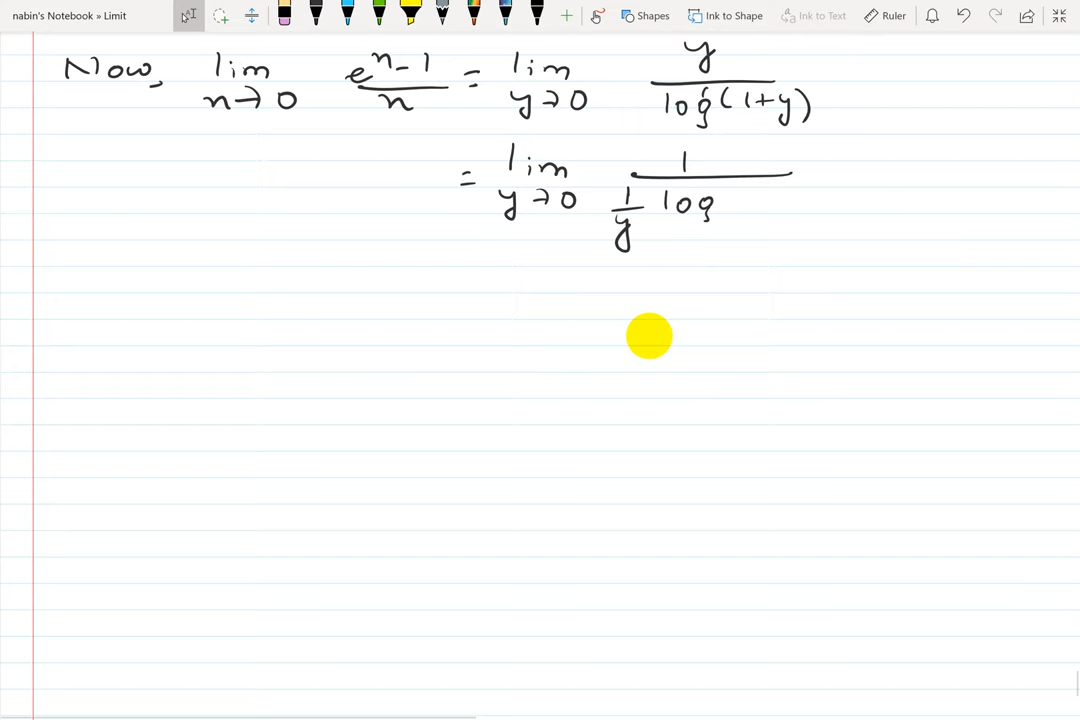 nabin's Notebook » Limit
Shapes Ink to Shape Ink to Text Ruler
Now, lim n→0 e^n-1/n = lim y→0 y/log(1+y)
= lim y→0 1/(1/y log